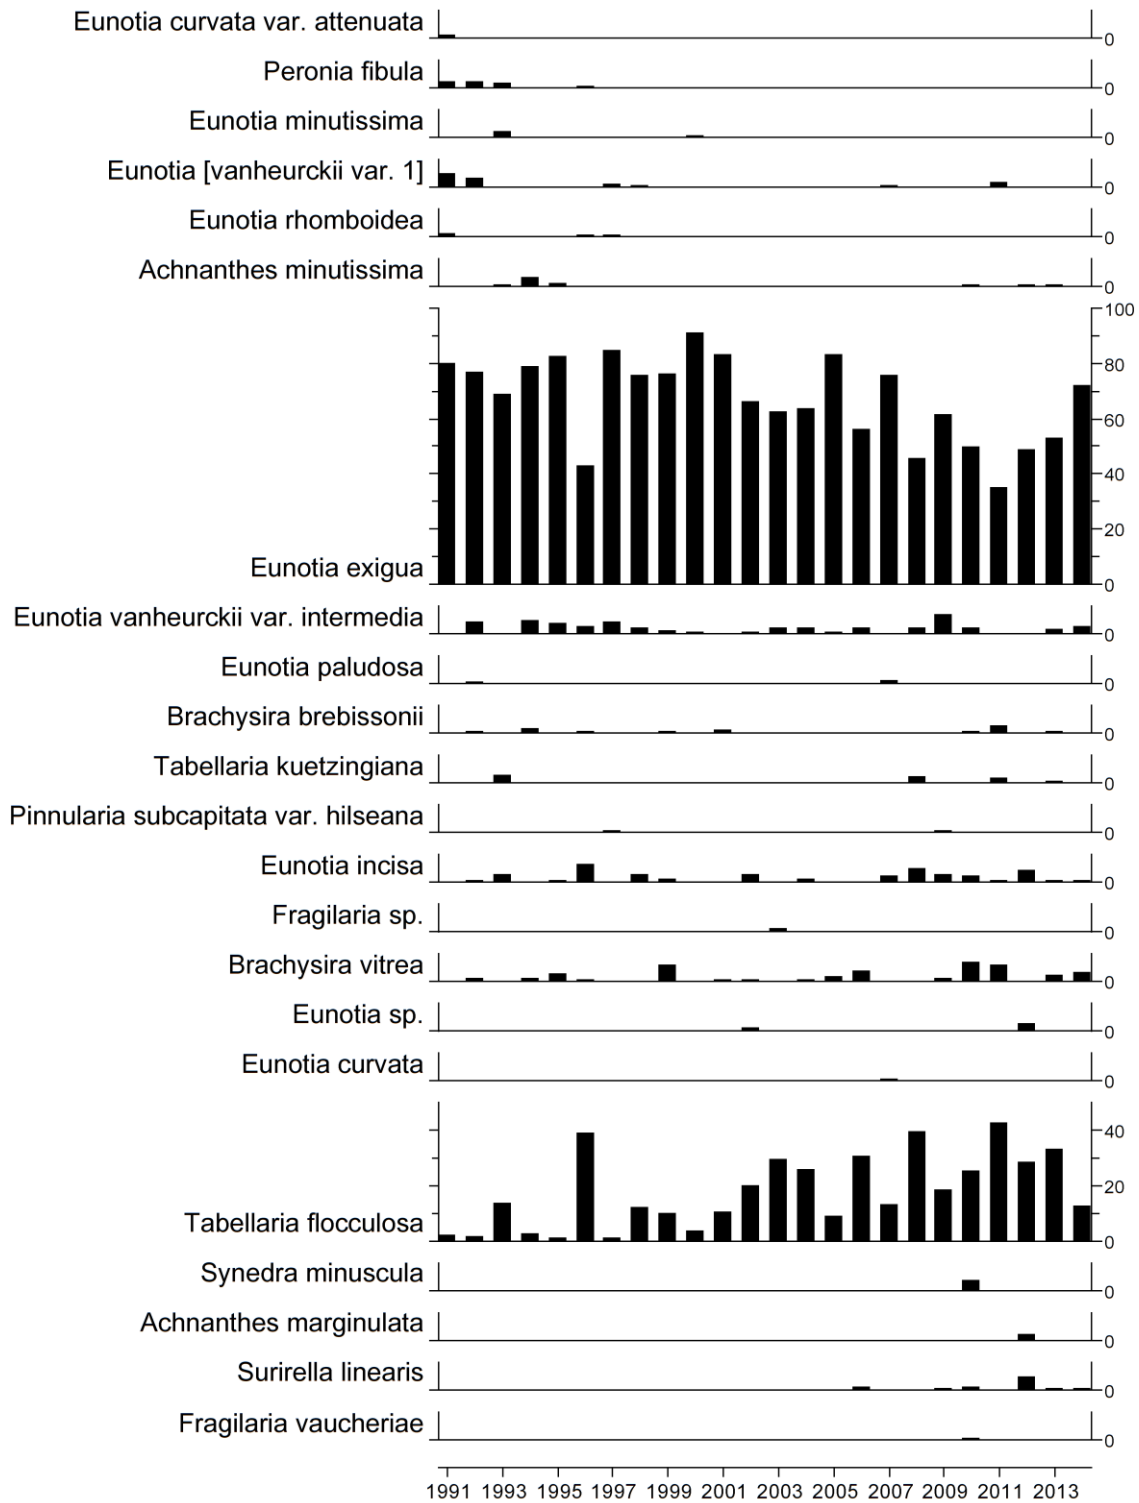 Eunotia curvata var. attenuata
0
Peronia fibula
0
Eunotia minutissima
0
Eunotia [vanheurckii var. 1]
0
Eunotia rhomboidea
0
Achnanthes minutissima
0
100
80
60
40
20
Eunotia exigua
0
Eunotia vanheurckii var. intermedia
0
Eunotia paludosa
0
Brachysira brebissonii
0
Tabellaria kuetzingiana
0
Pinnularia subcapitata var. hilseana
0
Eunotia incisa
0
Fragilaria sp.
0
Brachysira vitrea
0
Eunotia sp.
0
Eunotia curvata
0
40
20
Tabellaria flocculosa
0
Synedra minuscula
0
Achnanthes marginulata
0
Surirella linearis
0
Fragilaria vaucheriae
0
1991 1993 1995 1997 1999 2001 2003 2005 2007 2009 2011 2013